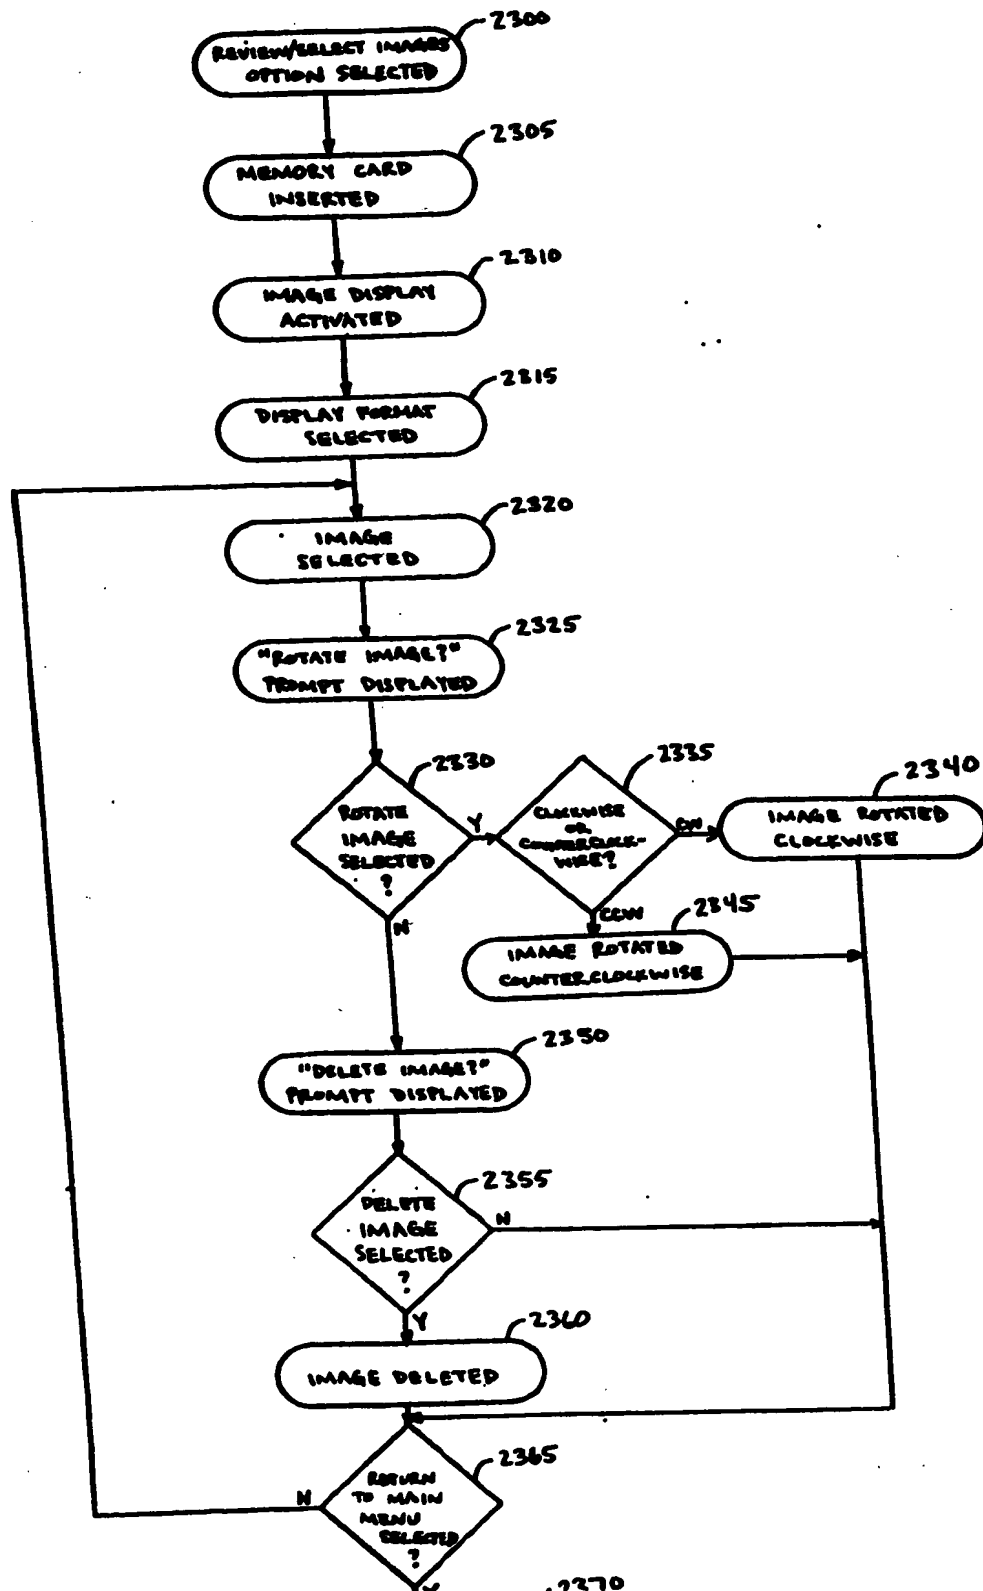 2300
REVIEW/SELECT IMAGES
OPTION SELECTED
2305
MEMORY CARD
INSERTED
2310
IMAGE DISPLAY
ACTIVATED
2315
DISPLAY FORMAT
SELECTED
2320
IMAGE
SELECTED
2325
"ROTATE IMAGE?"
PROMPT DISPLAYED
2330
ROTATE
IMAGE
SELECTED
?
Y
N
2335
CLOCKWISE
OR
COUNTERCLOCK-
WISE?
CW
CCW
2340
IMAGE ROTATED
CLOCKWISE
2345
IMAGE ROTATED
COUNTERCLOCKWISE
2350
"DELETE IMAGE?"
PROMPT DISPLAYED
2355
DELETE
IMAGE
SELECTED
?
N
Y
2360
IMAGE DELETED
2365
RETURN
TO MAIN
MENU
SELECTED
?
N
Y
2370